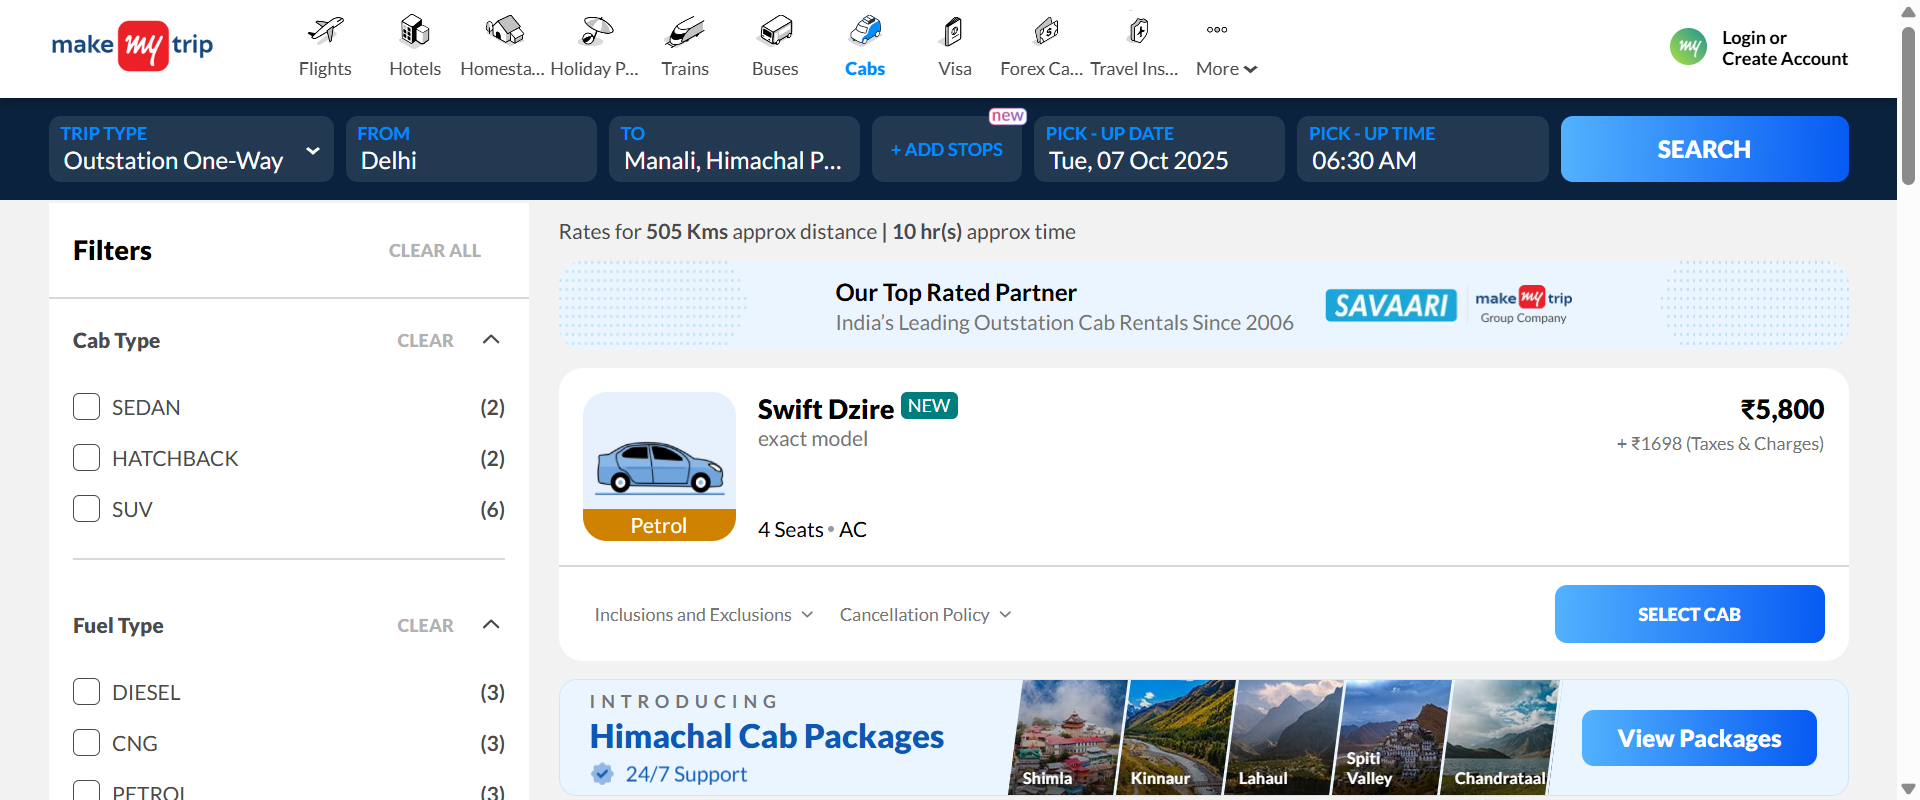 make my trip
Flights
Hotels
Homesta...
Holiday P...
Trains
Buses
Cabs
Visa
Forex Ca...
Travel Ins...
More
my
Login or
Create Account
TRIP TYPE
Outstation One-Way
FROM
Delhi
TO
Manali, Himachal P...
new
+ ADD STOPS
PICK - UP DATE
Tue, 07 Oct 2025
PICK - UP TIME
06:30 AM
SEARCH
Filters
CLEAR ALL
Cab Type
CLEAR
SEDAN (2)
HATCHBACK (2)
SUV (6)
Fuel Type
CLEAR
DIESEL (3)
CNG (3)
PETROL (3)
Rates for 505 Kms approx distance | 10 hr(s) approx time
Our Top Rated Partner
India's Leading Outstation Cab Rentals Since 2006
SAVAARI
make my trip
Group Company
Swift Dzire NEW
exact model
Petrol
4 Seats • AC
₹5,800
+ ₹1698 (Taxes & Charges)
Inclusions and Exclusions
Cancellation Policy
SELECT CAB
INTRODUCING
Himachal Cab Packages
24/7 Support
Shimla
Kinnaur
Lahaul
Spiti
Valley
Chandrataal
View Packages